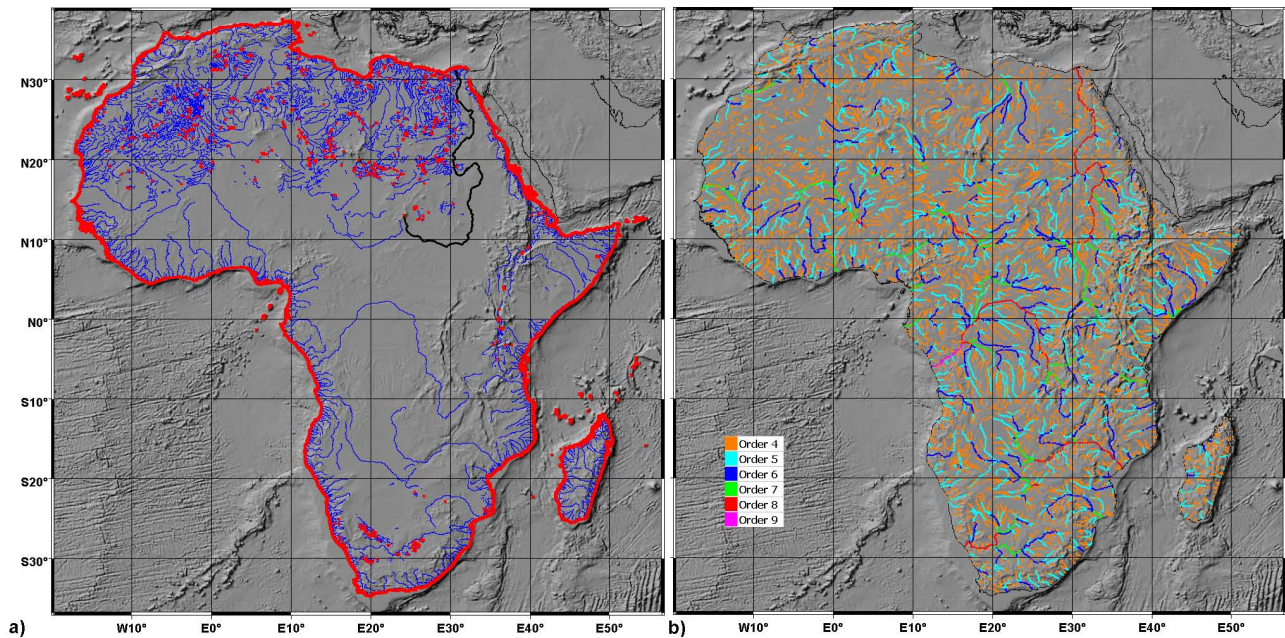 N30°
N20°
N10°
N0°
S10°
S20°
S30°
a) W10° E0° E10° E20° E30° E40° E50°
Order 4
Order 5
Order 6
Order 7
Order 8
Order 9
b) W10° E0° E10° E20° E30° E40° E50°